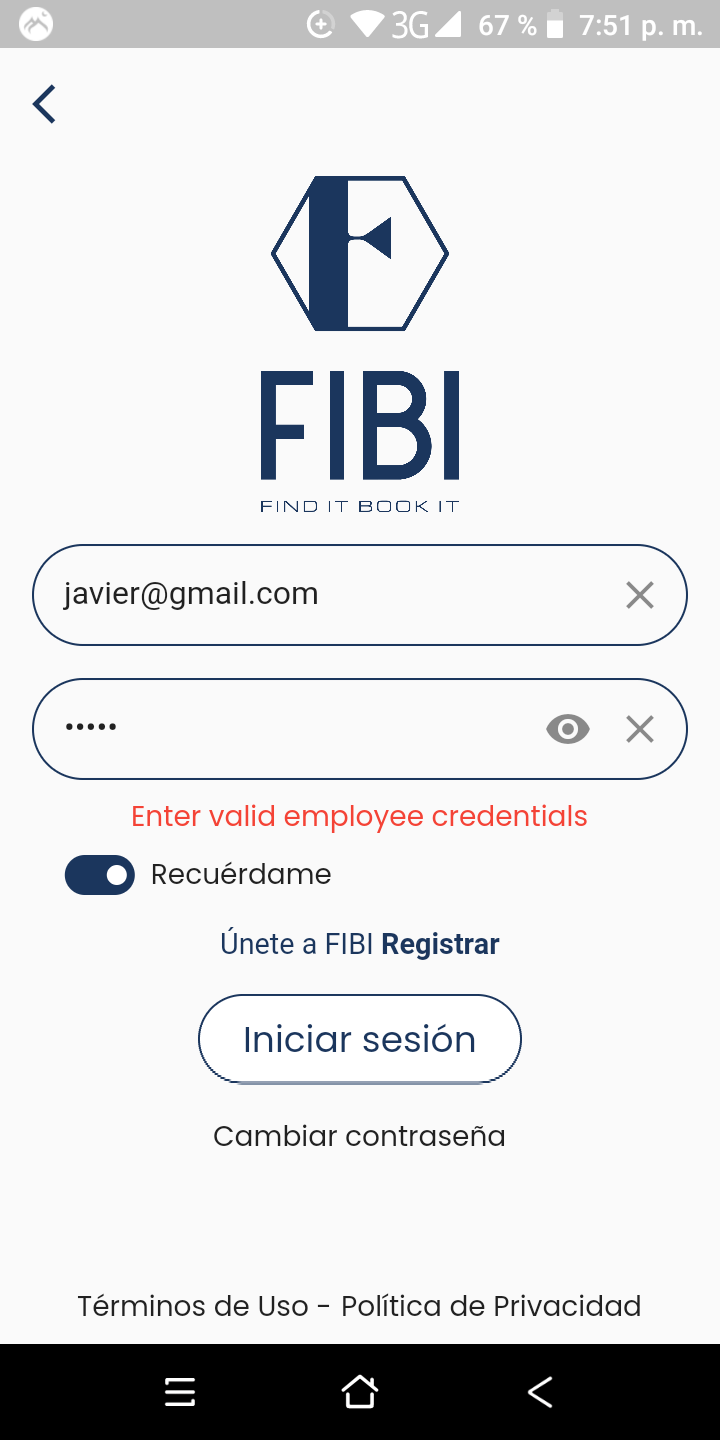 3G 67 % 7:51 p. m.
FIBI
FIND IT BOOK IT
javier@gmail.com
•••••
Enter valid employee credentials
Recuérdame
Únete a FIBI Registrar
Iniciar sesión
Cambiar contraseña
Términos de Uso - Política de Privacidad